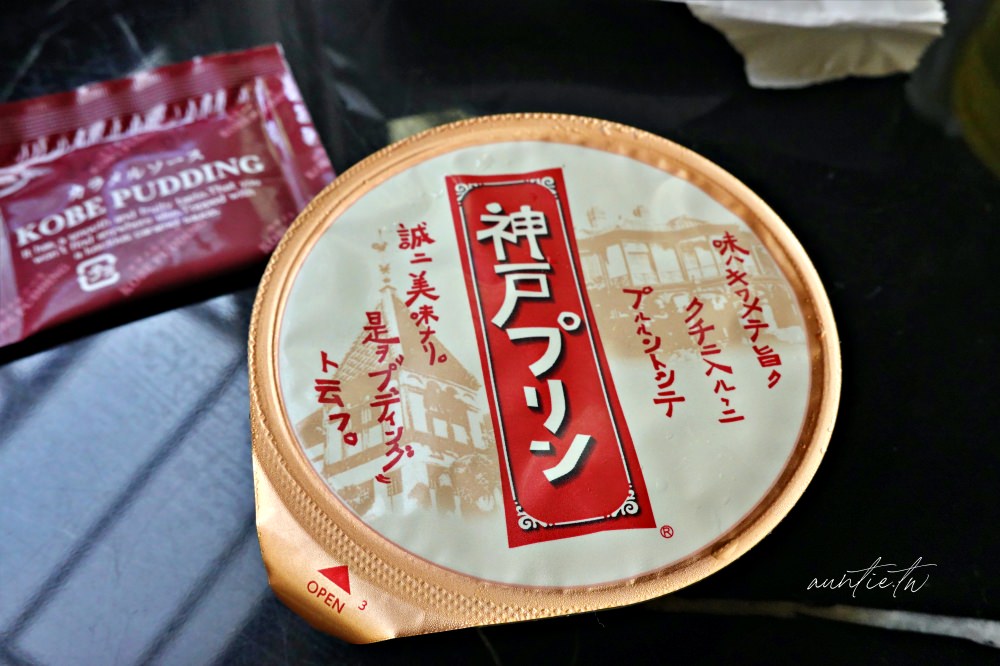 カラメルソース
KOBE PUDDING
神戸プリン
味ハキワメテ旨ク
クチニ入ルヽニ
プルルントシテ
誠ニ美味ナリ。
是ヲプディング〟
ト云フ。
®
OPEN
3
auntie.tw